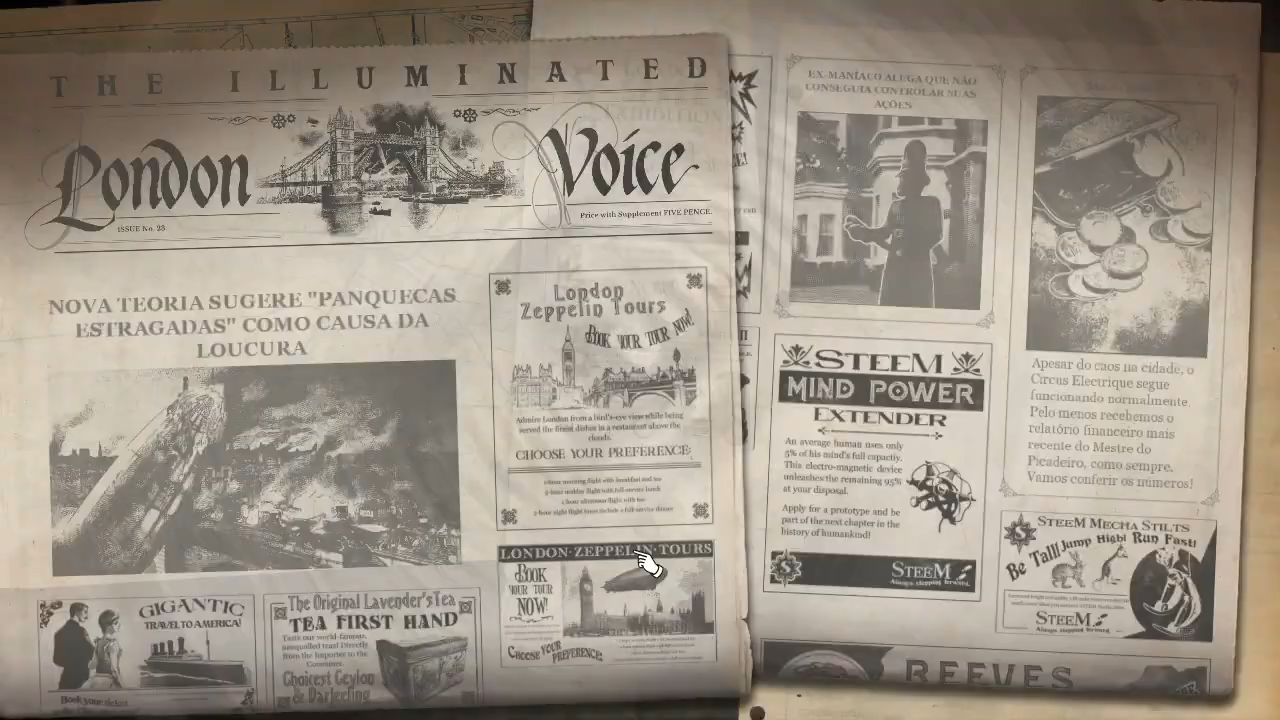 THE ILLUMINATED
London Voice
ISSUE No. 23
Price with Supplement FIVE PENCE.
NOVA TEORIA SUGERE "PANQUECAS
ESTRAGADAS" COMO CAUSA DA
LOUCURA
London
Zeppelin Tours
BOOK YOUR TOUR NOW!
Admire London from a bird's-eye view while being
served the finest dishes in a restaurant above the
clouds.
CHOOSE YOUR PREFERENCE:
LONDON·ZEPPELIN·TOURS
BOOK
YOUR TOUR
NOW!
CHOOSE YOUR
PREFERENCE:
GIGANTIC
TRAVEL TO AMERICA!
Book your ticket
The Original Lavender's Tea
TEA FIRST HAND
Taste our world-famous,
unequalled teas! Directly
from the Importer to the
Consumer.
Choicest Ceylon
& Darjeeling
EX-MANÍACO ALEGA QUE NÃO
CONSEGUIA CONTROLAR SUAS
AÇÕES
STEEM
MIND POWER
EXTENDER
An average human uses only
5% of his mind's full capactiy.
This electro-magnetic device
unleashes the remaining 95%
at your disposal.
Apply for a prototype and be
part of the next chapter in the
history of humankind!
STEEM
Always stepping forward.
Apesar do caos na cidade, o
Circus Electrique segue
funcionando normalmente.
Pelo menos recebemos o
relatório financeiro mais
recente do Mestre do
Picadeiro, como sempre.
Vamos conferir os números!
STEEM MECHA STILTS
Be Tall! Jump High! Run Fast!
STEEM
Always stepping forward.
REEVES